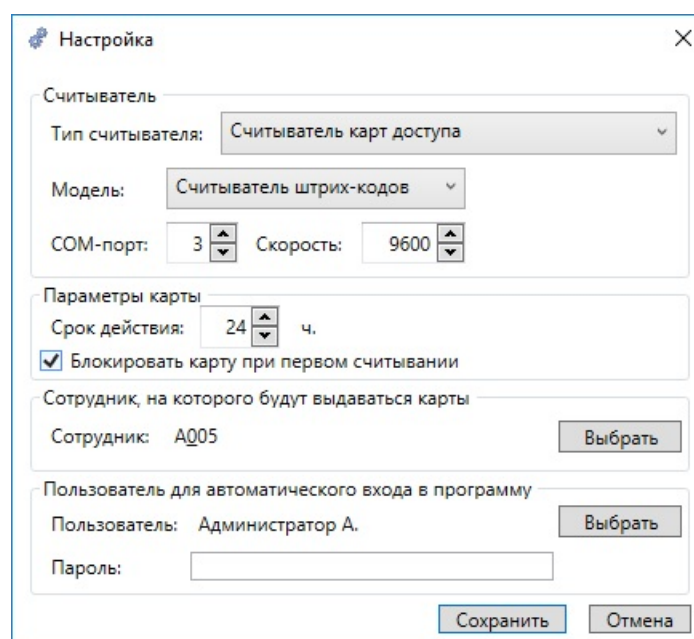 Настройка
Считыватель
Тип считывателя: Считыватель карт доступа
Модель: Считыватель штрих-кодов
COM-порт: 3 Скорость: 9600
Параметры карты
Срок действия: 24 ч.
Блокировать карту при первом считывании
Сотрудник, на которого будут выдаваться карты
Сотрудник: A005 Выбрать
Пользователь для автоматического входа в программу
Пользователь: Администратор А. Выбрать
Пароль:
Сохранить Отмена